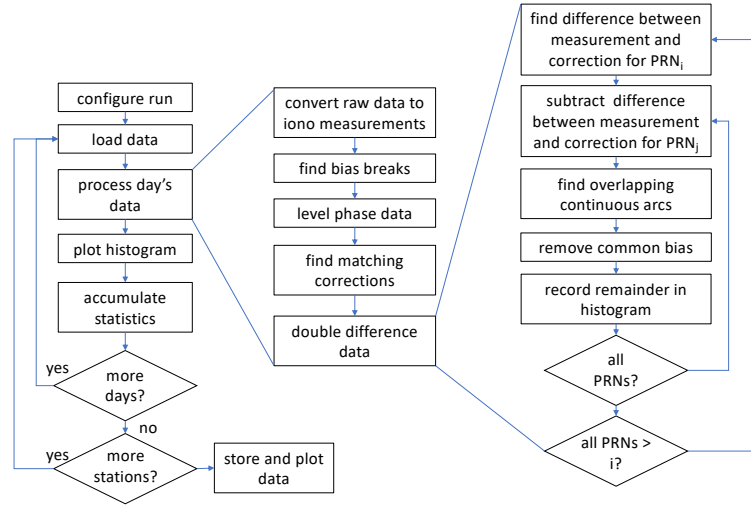 configure run
load data
process day's
data
plot histogram
accumulate
statistics
yes
more
days?
no
yes
more
stations?
store and plot
data
convert raw data to
iono measurements
find bias breaks
level phase data
find matching
corrections
double difference
data
find difference between
measurement and
correction for PRNi
subtract difference
between measurement
and correction for PRNj
find overlapping
continuous arcs
remove common bias
record remainder in
histogram
all
PRNs?
all PRNs >
i?